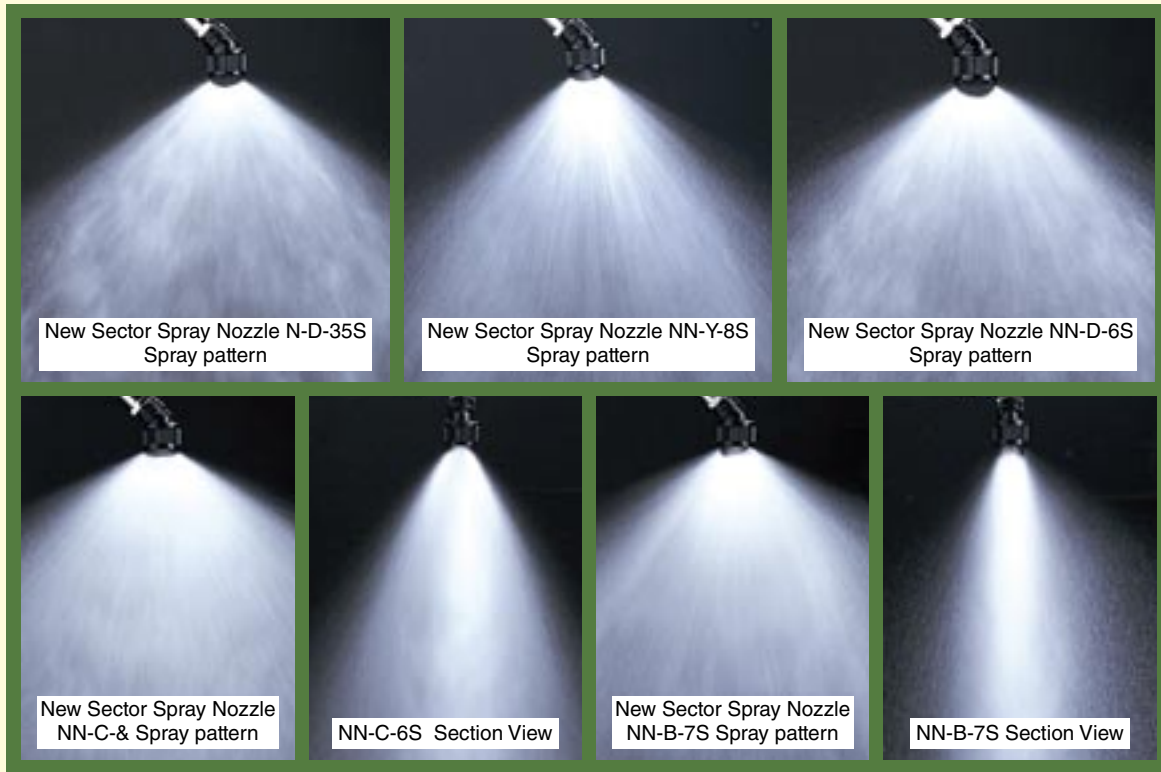 New Sector Spray Nozzle N-D-35S
Spray pattern
New Sector Spray Nozzle NN-Y-8S
Spray pattern
New Sector Spray Nozzle NN-D-6S
Spray pattern
New Sector Spray Nozzle
NN-C-& Spray pattern
NN-C-6S Section View
New Sector Spray Nozzle
NN-B-7S Spray pattern
NN-B-7S Section View